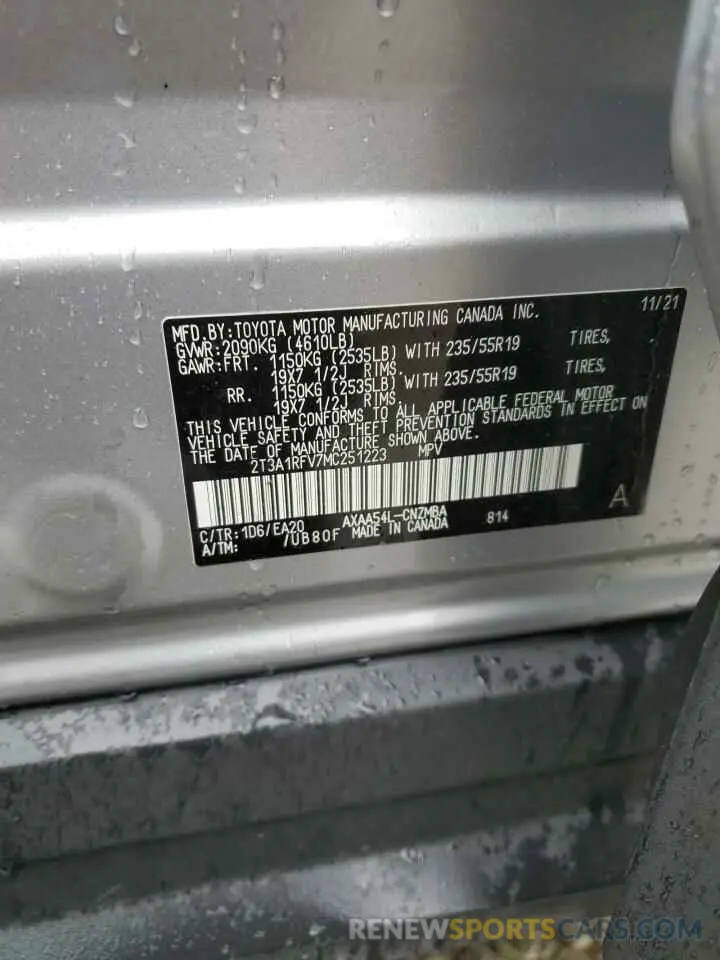 MFD.BY:TOYOTA MOTOR MANUFACTURING CANADA INC. 11/21
GVWR:2090KG (4610LB)
GAWR:FRT. 1150KG (2535LB) WITH 235/55R19 TIRES,
19X7 1/2J RIMS.
RR. 1150KG (2535LB) WITH 235/55R19 TIRES,
19X7 1/2J RIMS.
THIS VEHICLE CONFORMS TO ALL APPLICABLE FEDERAL MOTOR
VEHICLE SAFETY AND THEFT PREVENTION STANDARDS IN EFFECT ON
THE DATE OF MANUFACTURE SHOWN ABOVE.
2T3A1RFV7MC251223 MPV
A
C/TR:1D6/EA20 AXAA54L-CNZMBA 814
A/TM: /UB80F MADE IN CANADA
RENEWSPORTSCARS.COM